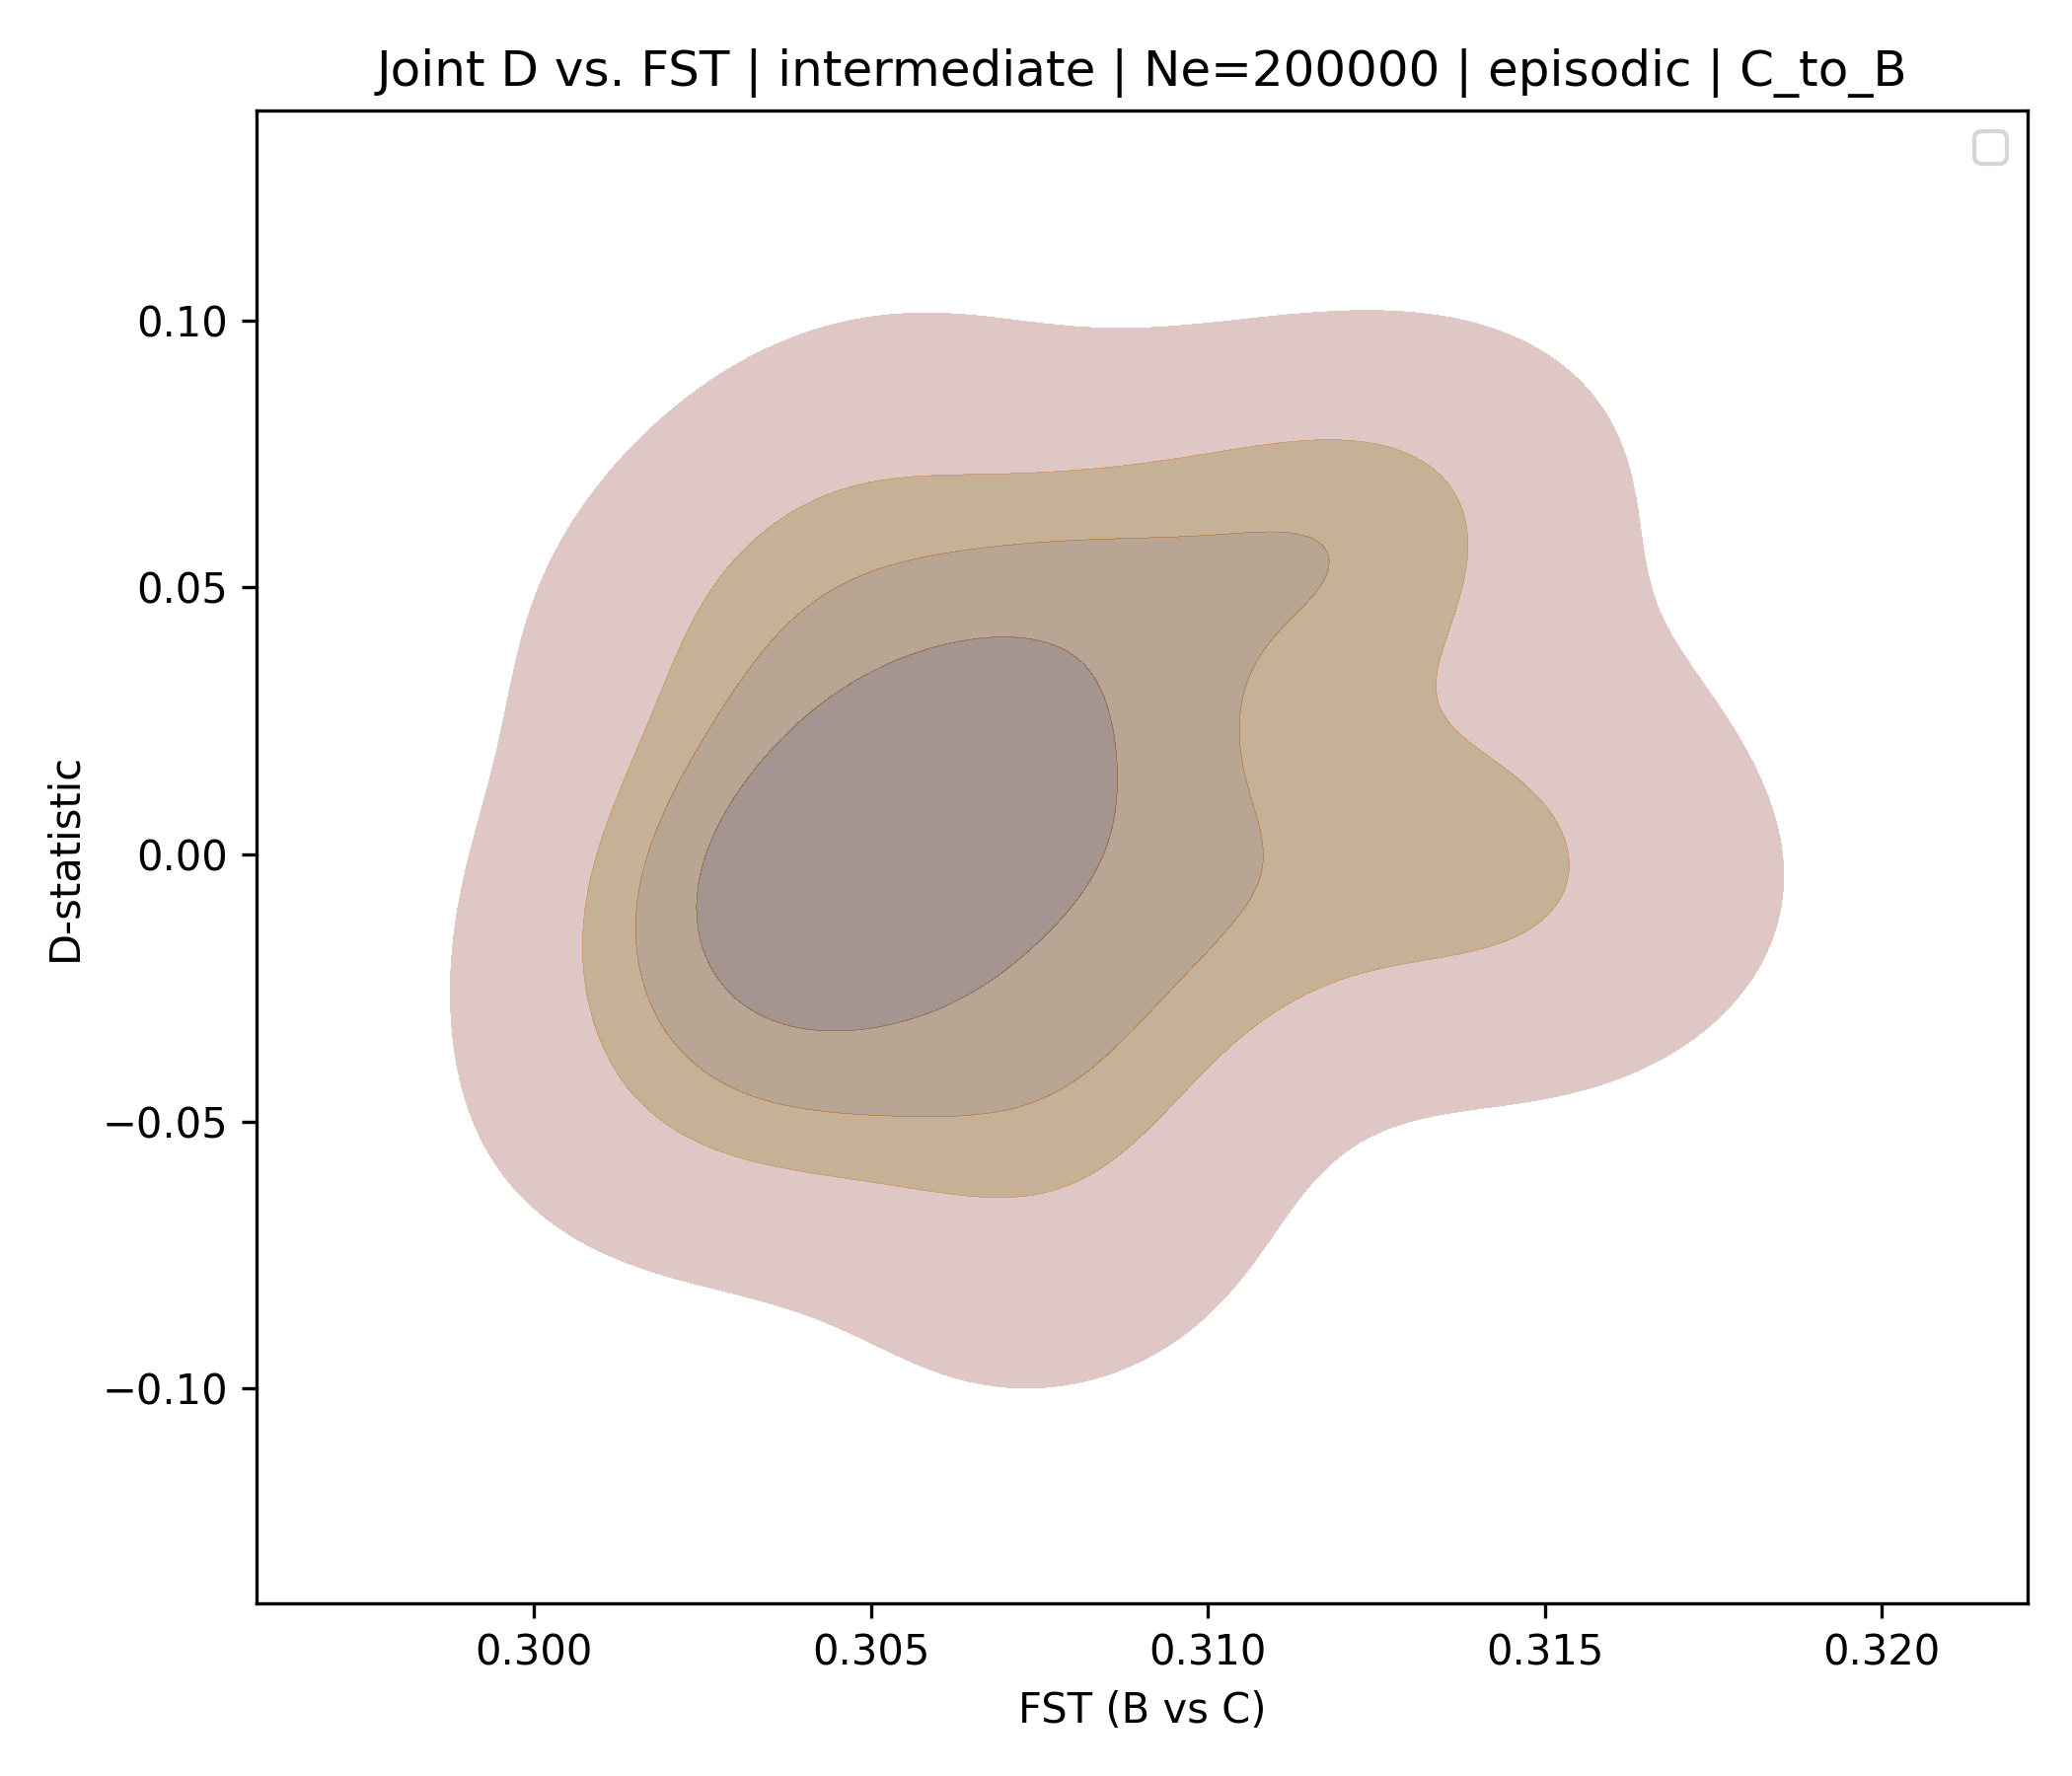 Joint D vs. FST | intermediate | Ne=200000 | episodic | C_to_B
0.10
0.05
0.00
−0.05
−0.10
D-statistic
0.300 0.305 0.310 0.315 0.320
FST (B vs C)